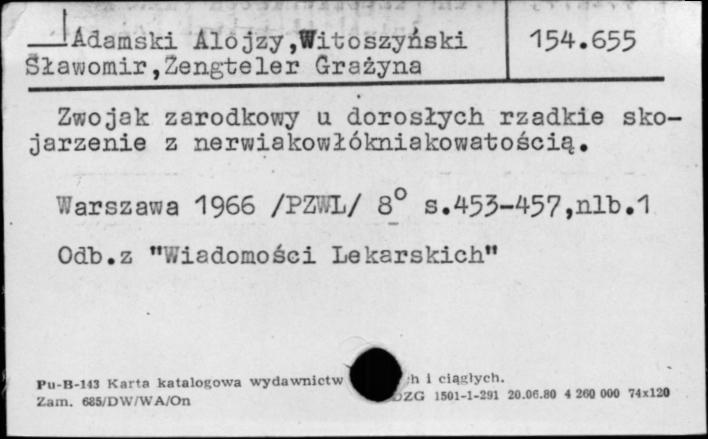 Adamski Alojzy,Witoszyński
Sławomir,Zengteler Grażyna
154.655
Zwojak zarodkowy u dorosłych rzadkie sko-
jarzenie z nerwiakowłókniakowatością.
Warszawa 1966 /PZWL/ 8° s.453-457,nlb.1
Odb.z "Wiadomości Lekarskich"
Pu-B-143 Karta katalogowa wydawnictw i ciągłych.
Zam. 685/DW/WA/On
DZG 1501-1-291 20.06.80 4 260 000 74x120